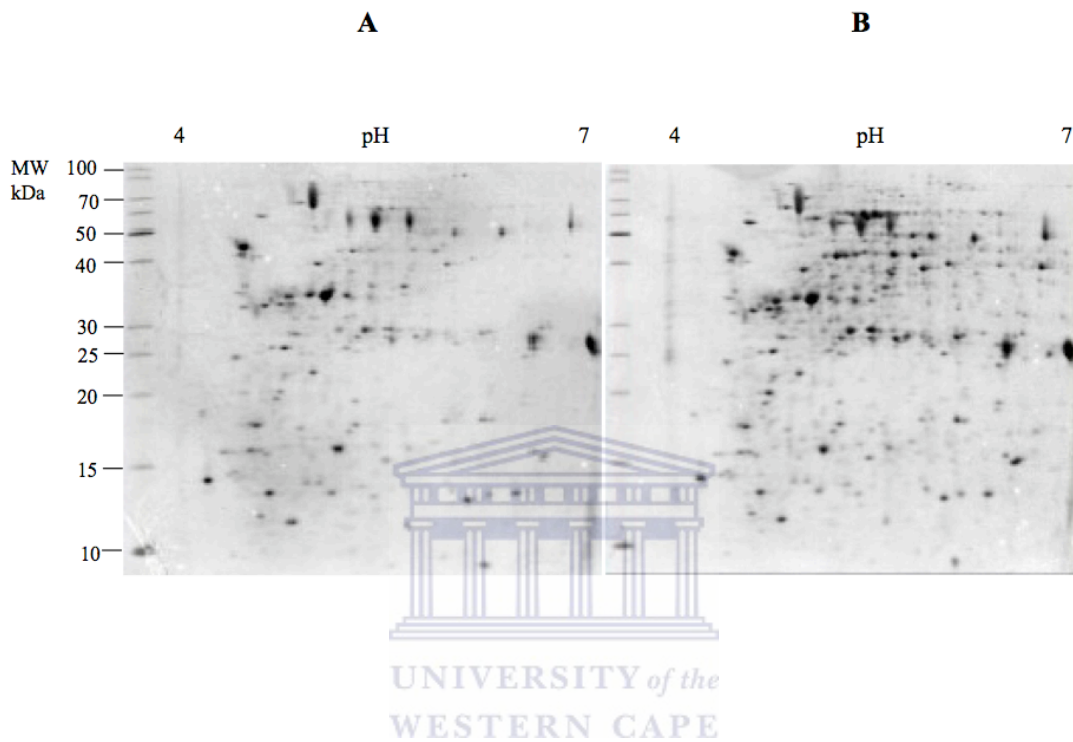 A B
4 pH 7 4 pH 7
MW 100
kDa
70
50
40
30
25
20
15
10
UNIVERSITY of the
WESTERN CAPE